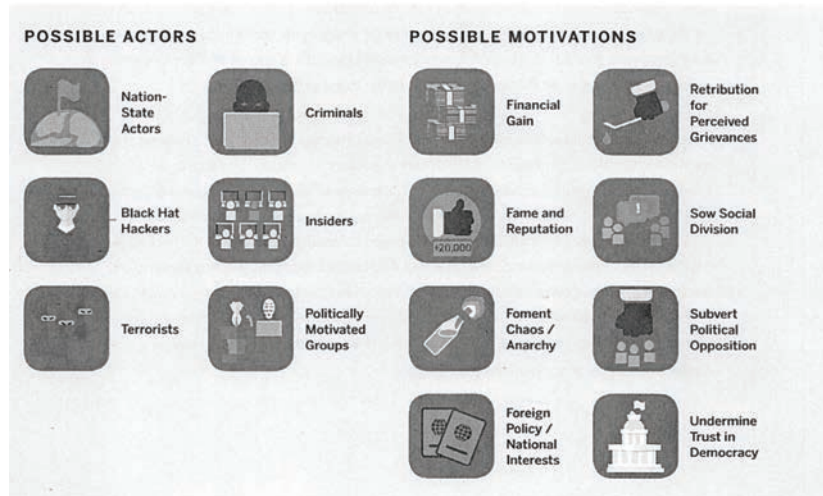 POSSIBLE ACTORS
Nation-
State
Actors
Criminals
Black Hat
Hackers
Insiders
Terrorists
Politically
Motivated
Groups
POSSIBLE MOTIVATIONS
Financial
Gain
Retribution
for
Perceived
Grievances
Fame and
Reputation
+20,000
Sow Social
Division
!
Foment
Chaos /
Anarchy
Subvert
Political
Opposition
Foreign
Policy /
National
Interests
Undermine
Trust in
Democracy